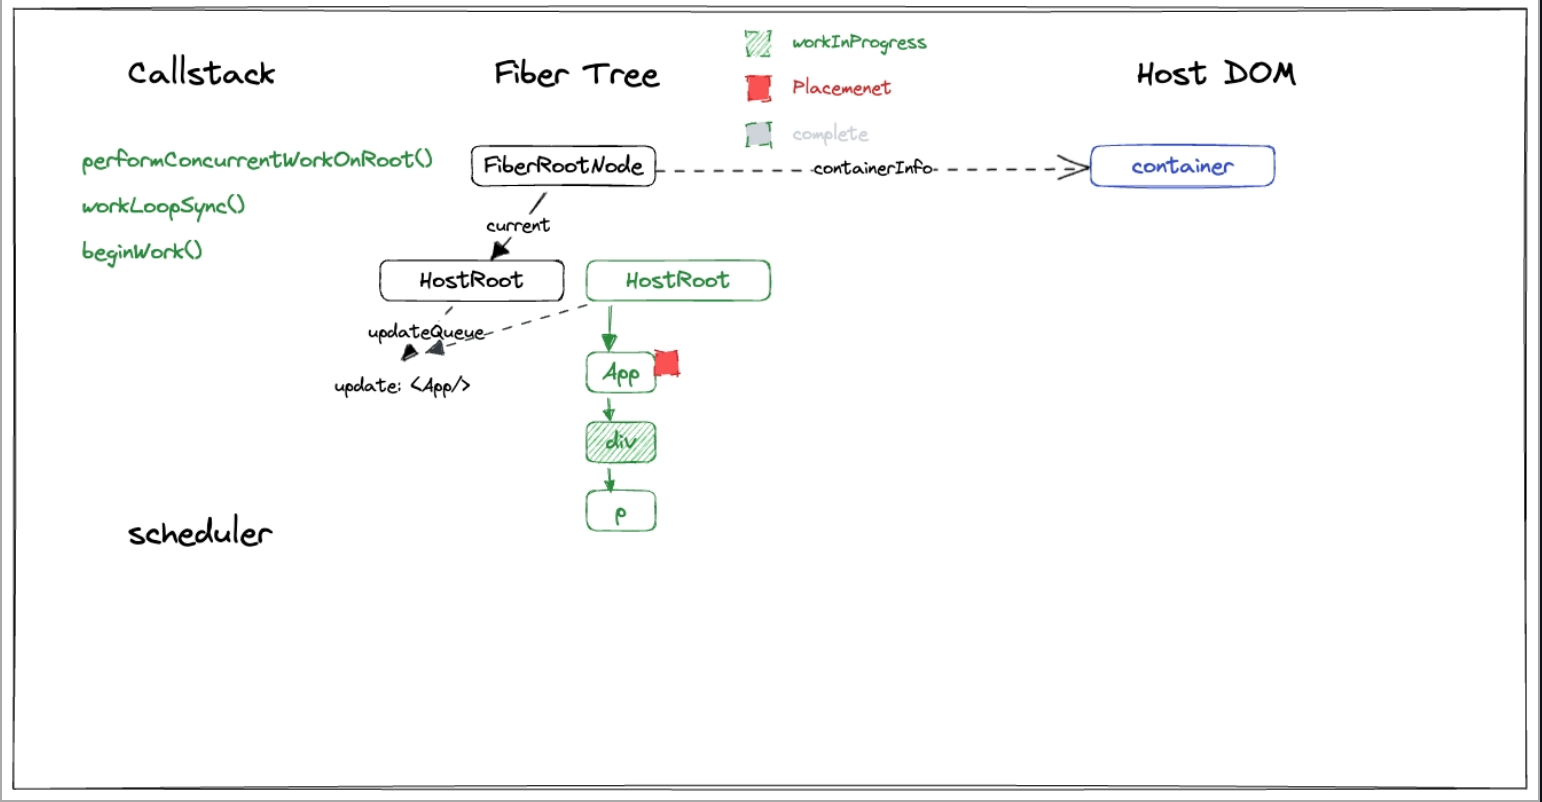 Callstack
Fiber Tree
workInProgress
Placemenet
complete
Host DOM
performConcurrentWorkOnRoot()
workLoopSync()
beginWork()
FiberRootNode
containerInfo
container
current
HostRoot
HostRoot
updateQueue
update: <App/>
App
div
p
scheduler